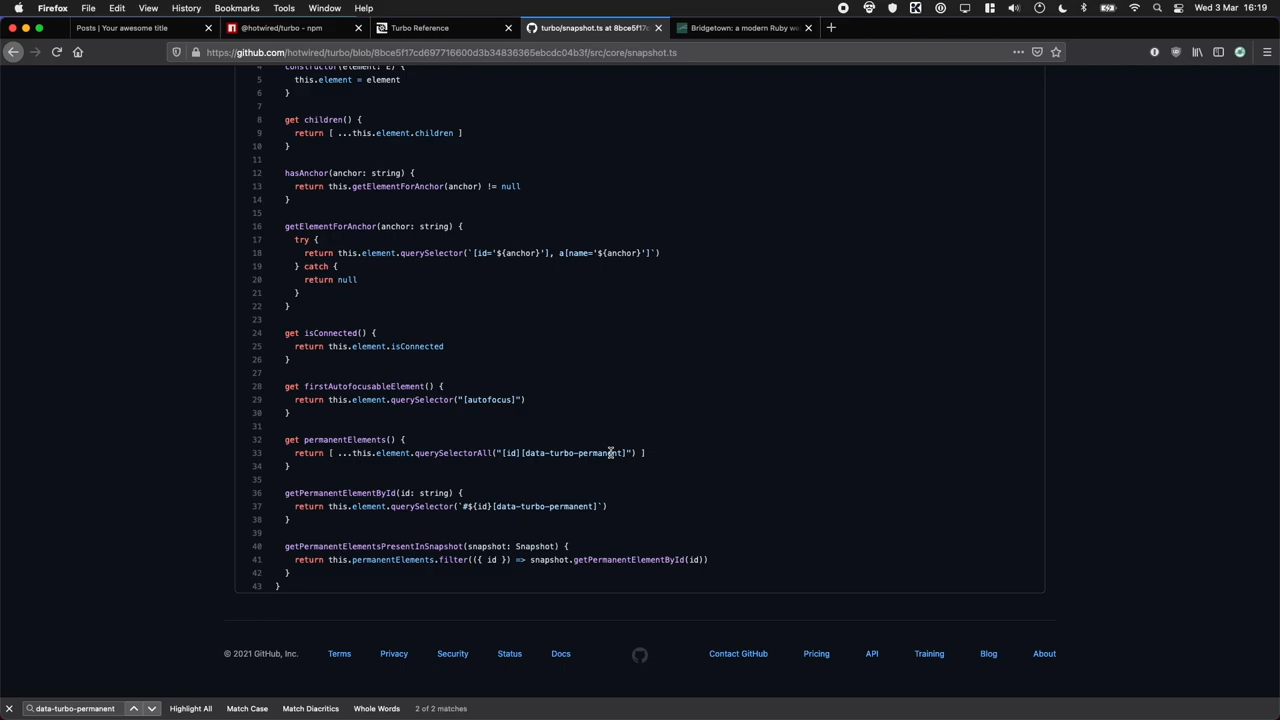 Firefox File Edit View History Bookmarks Tools Window Help Wed 3 Mar 16:19
Posts | Your awesome title @hotwired/turbo - npm Turbo Reference turbo/snapshot.ts at 8bce5f17c Bridgetown: a modern Ruby w
https://github.com/hotwired/turbo/blob/8bce5f17cd697716600d3b34836365ebcdc04b3f/src/core/snapshot.ts
4 constructor(element: E) {
5 this.element = element
6 }
7
8 get children() {
9 return [ ...this.element.children ]
10 }
11
12 hasAnchor(anchor: string) {
13 return this.getElementForAnchor(anchor) != null
14 }
15
16 getElementForAnchor(anchor: string) {
17 try {
18 return this.element.querySelector(`[id='${anchor}'], a[name='${anchor}']`)
19 } catch {
20 return null
21 }
22 }
23
24 get isConnected() {
25 return this.element.isConnected
26 }
27
28 get firstAutofocusableElement() {
29 return this.element.querySelector("[autofocus]")
30 }
31
32 get permanentElements() {
33 return [ ...this.element.querySelectorAll("[id][data-turbo-permanent]") ]
34 }
35
36 getPermanentElementById(id: string) {
37 return this.element.querySelector(`#${id}[data-turbo-permanent]`)
38 }
39
40 getPermanentElementsPresentInSnapshot(snapshot: Snapshot) {
41 return this.permanentElements.filter(({ id }) => snapshot.getPermanentElementById(id))
42 }
43 }
© 2021 GitHub, Inc. Terms Privacy Security Status Docs Contact GitHub Pricing API Training Blog About
data-turbo-permanent Highlight All Match Case Match Diacritics Whole Words 2 of 2 matches